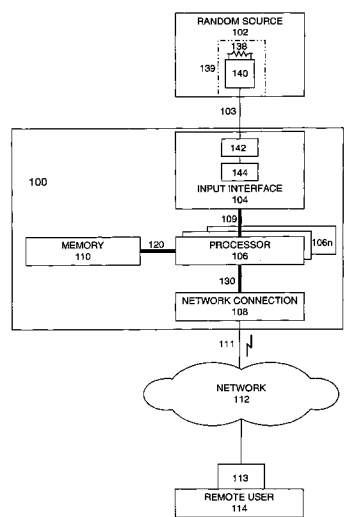 RANDOM SOURCE
102
138
139
140
103
142
100
144
INPUT INTERFACE
104
109
MEMORY
110
120
PROCESSOR
106
106n
130
NETWORK CONNECTION
108
111
NETWORK
112
113
REMOTE USER
114